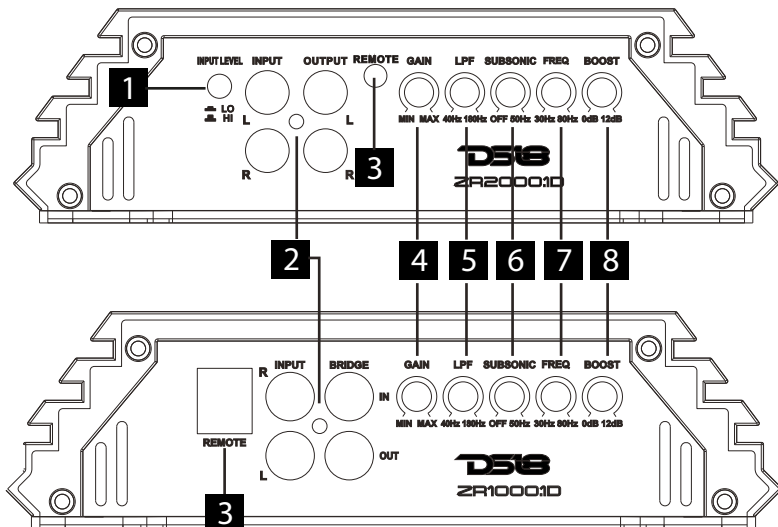 INPUT LEVEL INPUT OUTPUT REMOTE GAIN LPF SUBSONIC FREQ BOOST
1
LO
HI
L L
3
MIN MAX 40Hz 180Hz OFF 50Hz 30Hz 80Hz 0dB 12dB
R R
DS18
ZR2000.1D
2 4 5 6 7 8
R INPUT BRIDGE GAIN LPF SUBSONIC FREQ BOOST
IN
MIN MAX 40Hz 180Hz OFF 50Hz 30Hz 80Hz 0dB 12dB
REMOTE
L OUT
DS18
ZR1000.1D
3